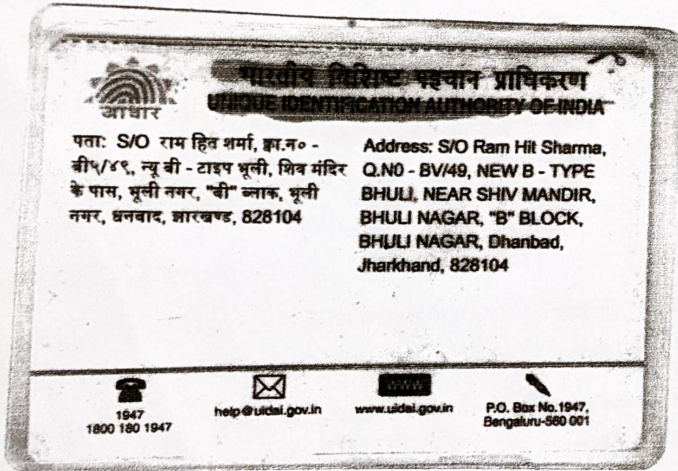 आधार
भारतीय विशिष्ट पहचान प्राधिकरण
UNIQUE IDENTIFICATION AUTHORITY OF INDIA
पता: S/O राम हित शर्मा, क्वा.न० -
बी५/४९, न्यू बी - टाइप भूली, शिव मंदिर
के पास, भूली नगर, "बी" ब्लाक, भूली
नगर, धनबाद, झारखण्ड, 828104
Address: S/O Ram Hit Sharma,
Q.N0 - BV/49, NEW B - TYPE
BHULI, NEAR SHIV MANDIR,
BHULI NAGAR, "B" BLOCK,
BHULI NAGAR, Dhanbad,
Jharkhand, 828104
1947
1800 180 1947
help@uidai.gov.in
www
www.uidai.gov.in
P.O. Box No.1947,
Bengaluru-560 001